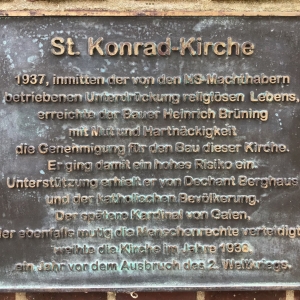 St. Konrad-Kirche
1937, inmitten der von den NS-Machthabern
betriebenen Unterdrückung religiösen Lebens,
erreichte der Bauer Heinrich Brüning
mit Mut und Harthäckigkeit
die Genehmigung für den Bau dieser Kirche.
Er ging damit ein hohes Risiko ein.
Unterstützung erhielt er von Dechant Berghaus
und der katholischen Bevölkerung.
Der spätere Kardinal von Galen,
der ebenfalls mutig die Menschenrechte verteidigte
weihte die Kirche im Jahre 1938,
ein Jahr vor dem Ausbruch des 2. Weltkriegs.